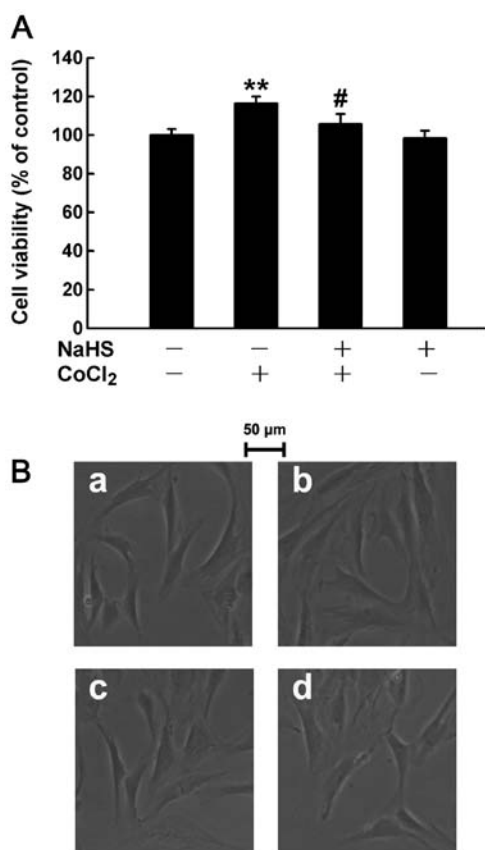 A
Cell viability (% of control)
140
120
100
80
60
40
20
0
** 
#
NaHS — — + +
CoCl₂ — + + —
50 µm
B
a b
c d